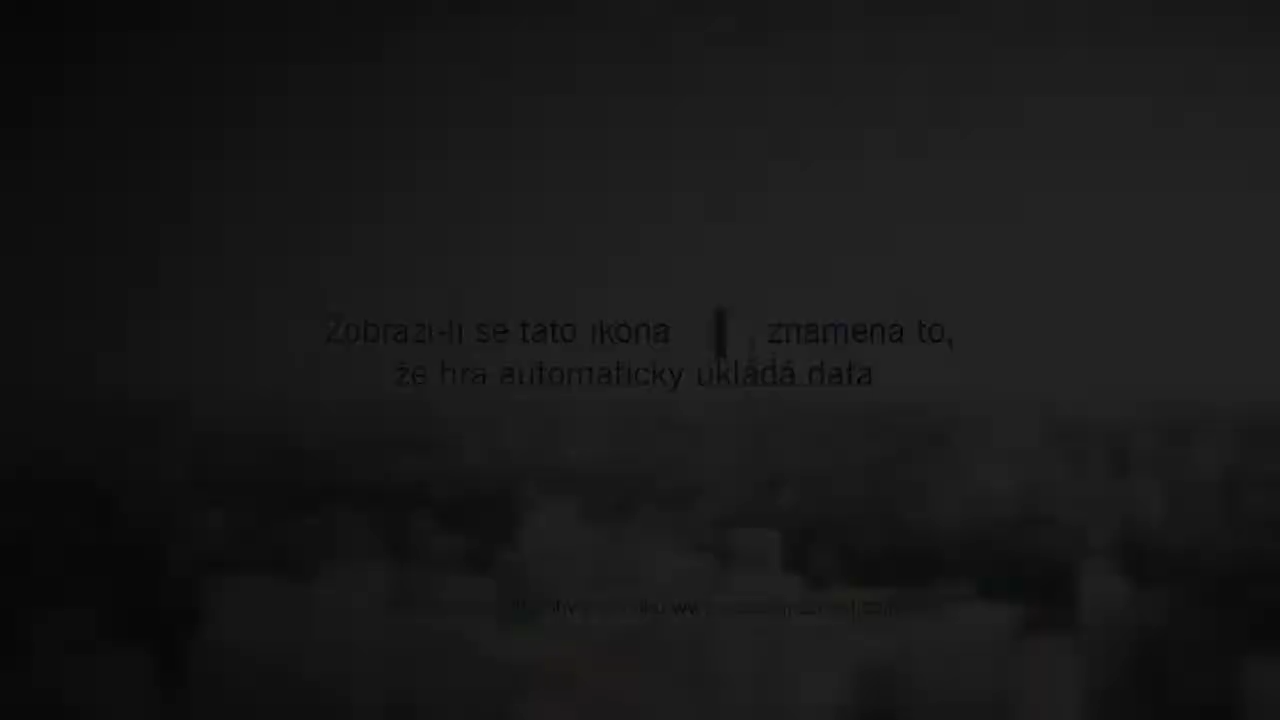 Zobrazí-li se tato ikona znamená to,
že hra automaticky ukládá data